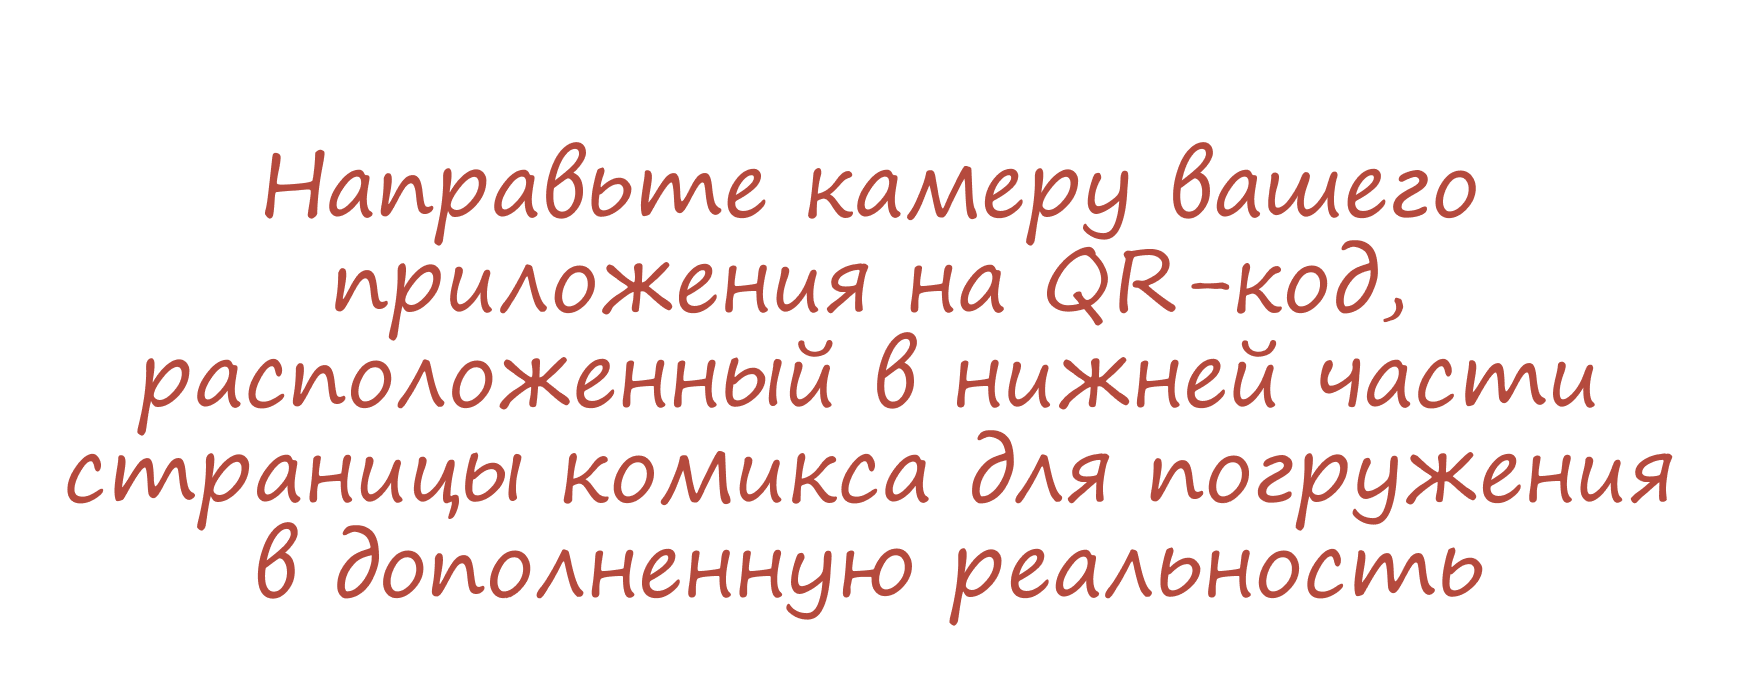 Направьте камеру вашего
приложения на QR-код,
расположенный в нижней части
страницы комикса для погружения
в дополненную реальность